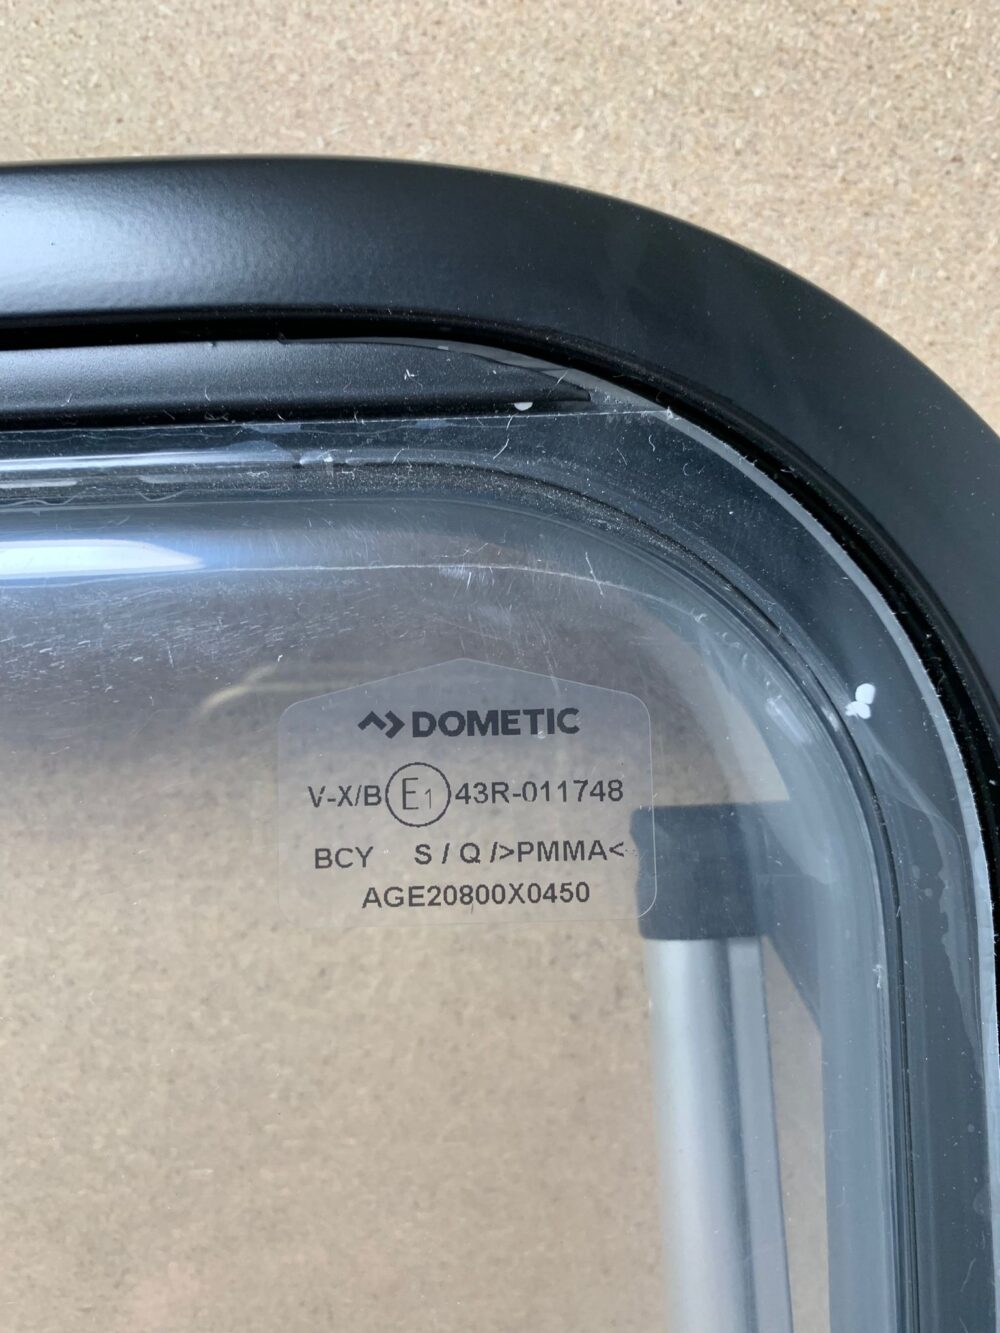 DOMETIC
V-X/B E1 43R-011748
BCY S / Q />PMMA<
AGE20800X0450